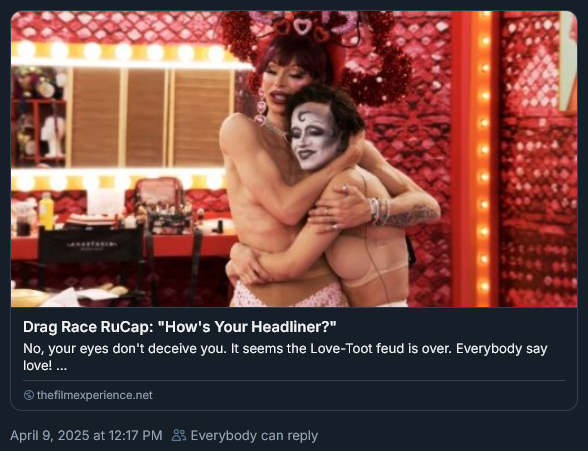 ANASTASIA
Drag Race RuCap: "How's Your Headliner?"
No, your eyes don't deceive you. It seems the Love-Toot feud is over. Everybody say
love! ...
thefilmexperience.net
April 9, 2025 at 12:17 PM Everybody can reply